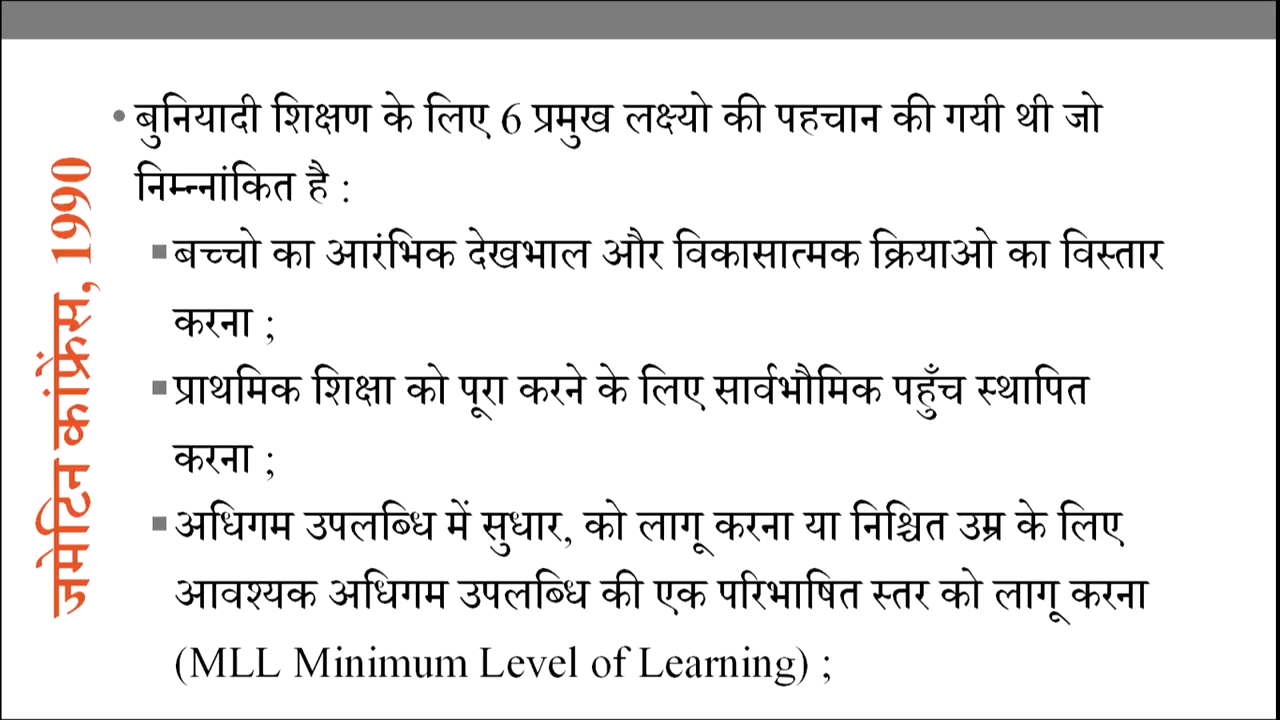 जमेटिन कांफ्रेंस, 1990
• बुनियादी शिक्षण के लिए 6 प्रमुख लक्ष्यो की पहचान की गयी थी जो
निम्नांकित है :
▪ बच्चो का आरंभिक देखभाल और विकासात्मक क्रियाओ का विस्तार
करना ;
▪ प्राथमिक शिक्षा को पूरा करने के लिए सार्वभौमिक पहुँच स्थापित
करना ;
▪ अधिगम उपलब्धि में सुधार, को लागू करना या निश्चित उम्र के लिए
आवश्यक अधिगम उपलब्धि की एक परिभाषित स्तर को लागू करना
(MLL Minimum Level of Learning) ;